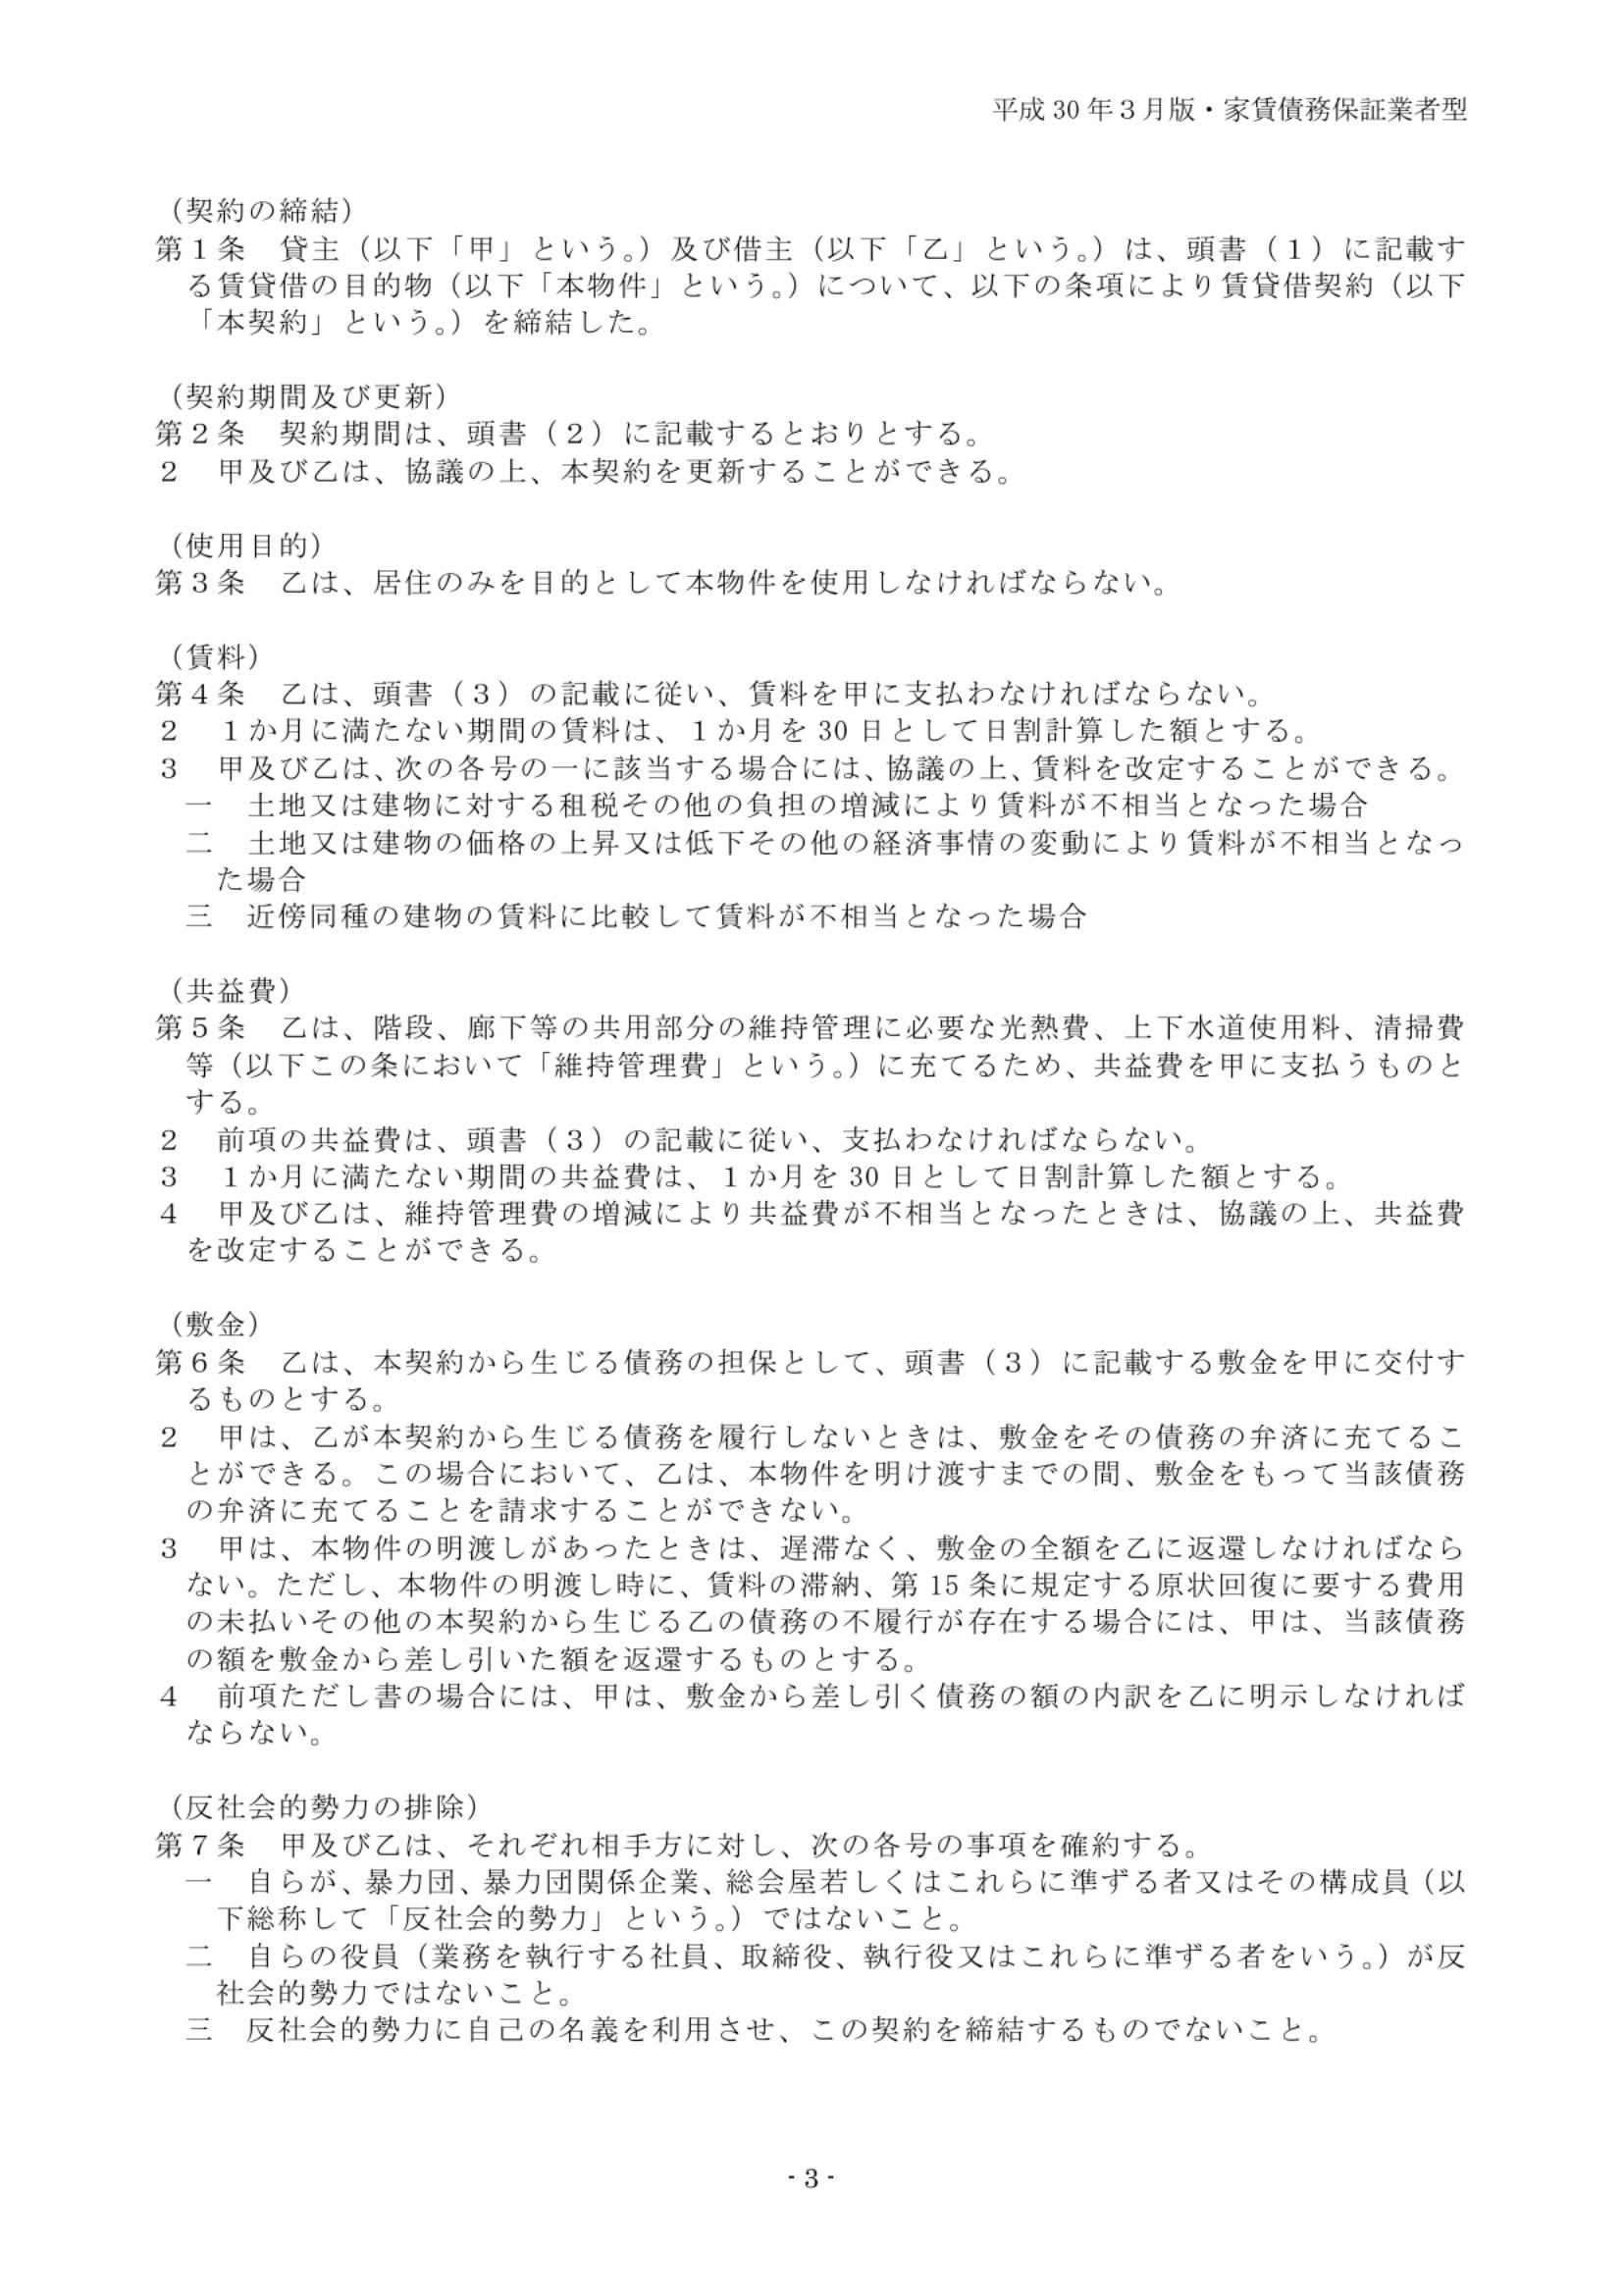 平成 30 年３月版・家賃債務保証業者型
（契約の締結）
第１条　貸主（以下「甲」という。）及び借主（以下「乙」という。）は、頭書（１）に記載す
る賃貸借の目的物（以下「本物件」という。）について、以下の条項により賃貸借契約（以下
「本契約」という。）を締結した。
（契約期間及び更新）
第２条　契約期間は、頭書（２）に記載するとおりとする。
２　甲及び乙は、協議の上、本契約を更新することができる。
（使用目的）
第３条　乙は、居住のみを目的として本物件を使用しなければならない。
（賃料）
第４条　乙は、頭書（３）の記載に従い、賃料を甲に支払わなければならない。
２　１か月に満たない期間の賃料は、１か月を 30 日として日割計算した額とする。
３　甲及び乙は、次の各号の一に該当する場合には、協議の上、賃料を改定することができる。
一　土地又は建物に対する租税その他の負担の増減により賃料が不相当となった場合
二　土地又は建物の価格の上昇又は低下その他の経済事情の変動により賃料が不相当となっ
た場合
三　近傍同種の建物の賃料に比較して賃料が不相当となった場合
（共益費）
第５条　乙は、階段、廊下等の共用部分の維持管理に必要な光熱費、上下水道使用料、清掃費
等（以下この条において「維持管理費」という。）に充てるため、共益費を甲に支払うものと
する。
２　前項の共益費は、頭書（３）の記載に従い、支払わなければならない。
３　１か月に満たない期間の共益費は、１か月を 30 日として日割計算した額とする。
４　甲及び乙は、維持管理費の増減により共益費が不相当となったときは、協議の上、共益費
を改定することができる。
（敷金）
第６条　乙は、本契約から生じる債務の担保として、頭書（３）に記載する敷金を甲に交付す
るものとする。
２　甲は、乙が本契約から生じる債務を履行しないときは、敷金をその債務の弁済に充てるこ
とができる。この場合において、乙は、本物件を明け渡すまでの間、敷金をもって当該債務
の弁済に充てることを請求することができない。
３　甲は、本物件の明渡しがあったときは、遅滞なく、敷金の全額を乙に返還しなければなら
ない。ただし、本物件の明渡し時に、賃料の滞納、第 15 条に規定する原状回復に要する費用
の未払いその他の本契約から生じる乙の債務の不履行が存在する場合には、甲は、当該債務
の額を敷金から差し引いた額を返還するものとする。
４　前項ただし書の場合には、甲は、敷金から差し引く債務の額の内訳を乙に明示しなければ
ならない。
（反社会的勢力の排除）
第７条　甲及び乙は、それぞれ相手方に対し、次の各号の事項を確約する。
一　自らが、暴力団、暴力団関係企業、総会屋若しくはこれらに準ずる者又はその構成員（以
下総称して「反社会的勢力」という。）ではないこと。
二　自らの役員（業務を執行する社員、取締役、執行役又はこれらに準ずる者をいう。）が反
社会的勢力ではないこと。
三　反社会的勢力に自己の名義を利用させ、この契約を締結するものでないこと。
- 3 -